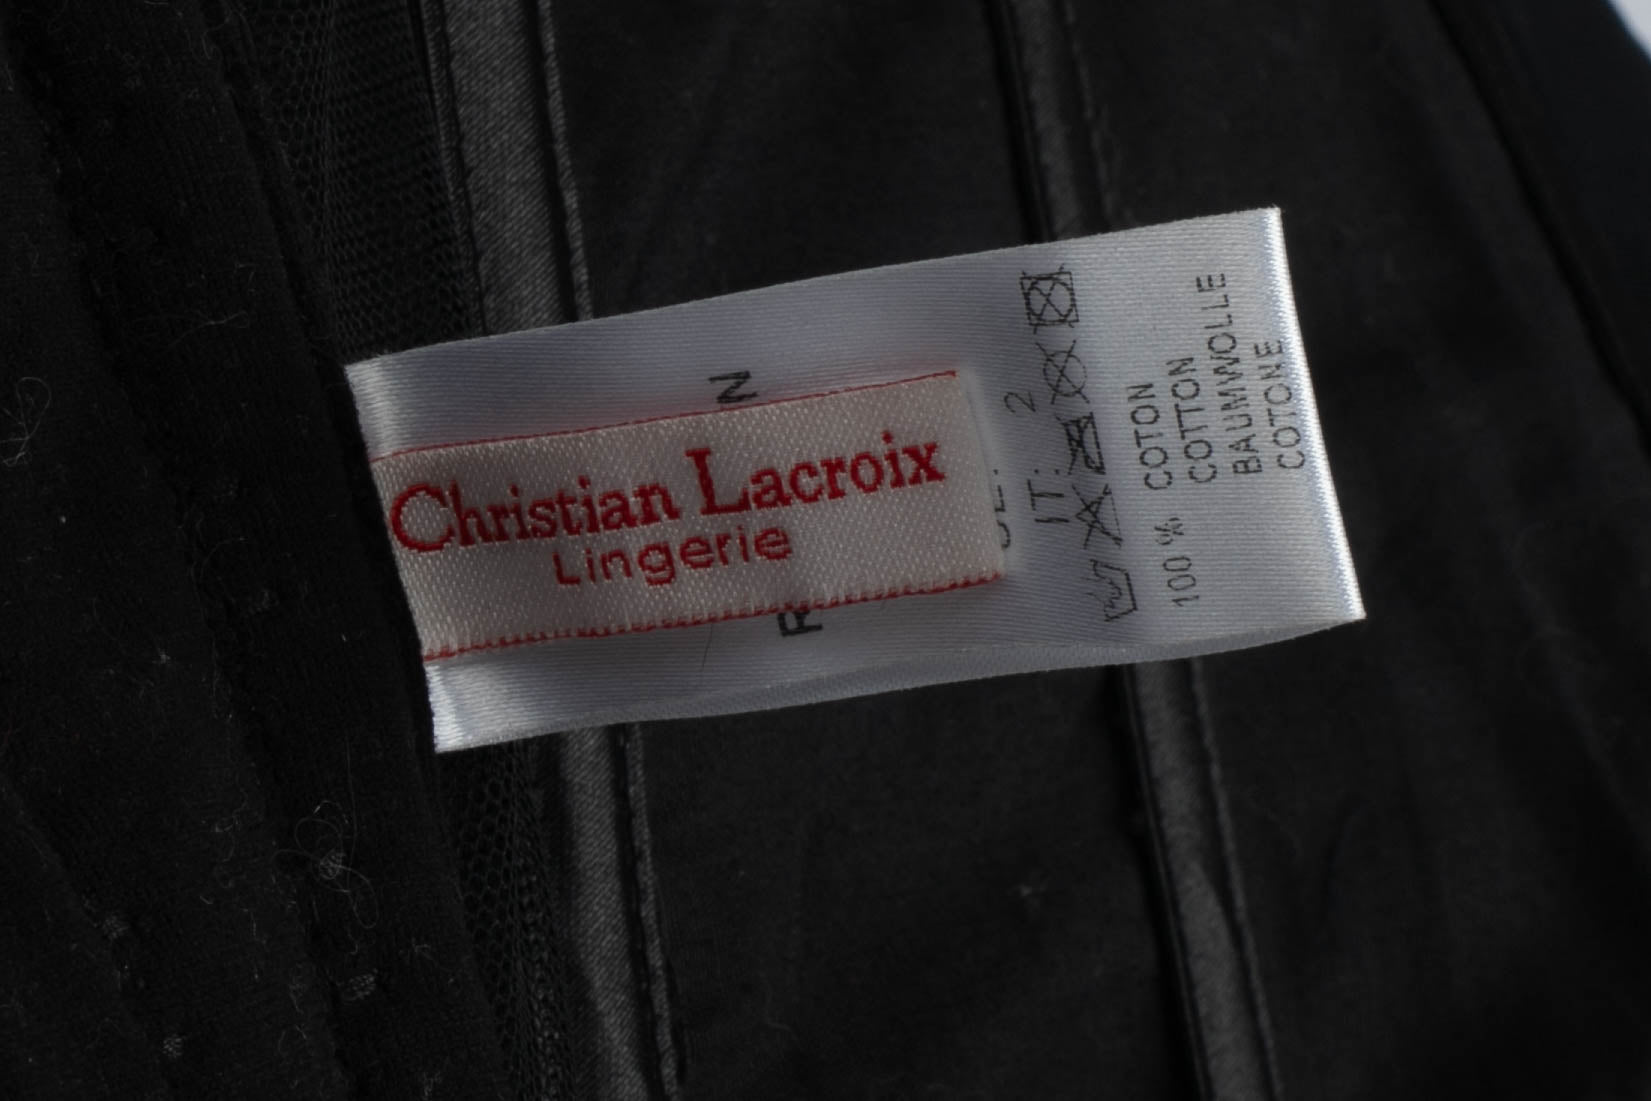 Christian Lacroix
Lingerie
IT: 2
100 % COTON
COTTON
BAUMWOLLE
COTONE